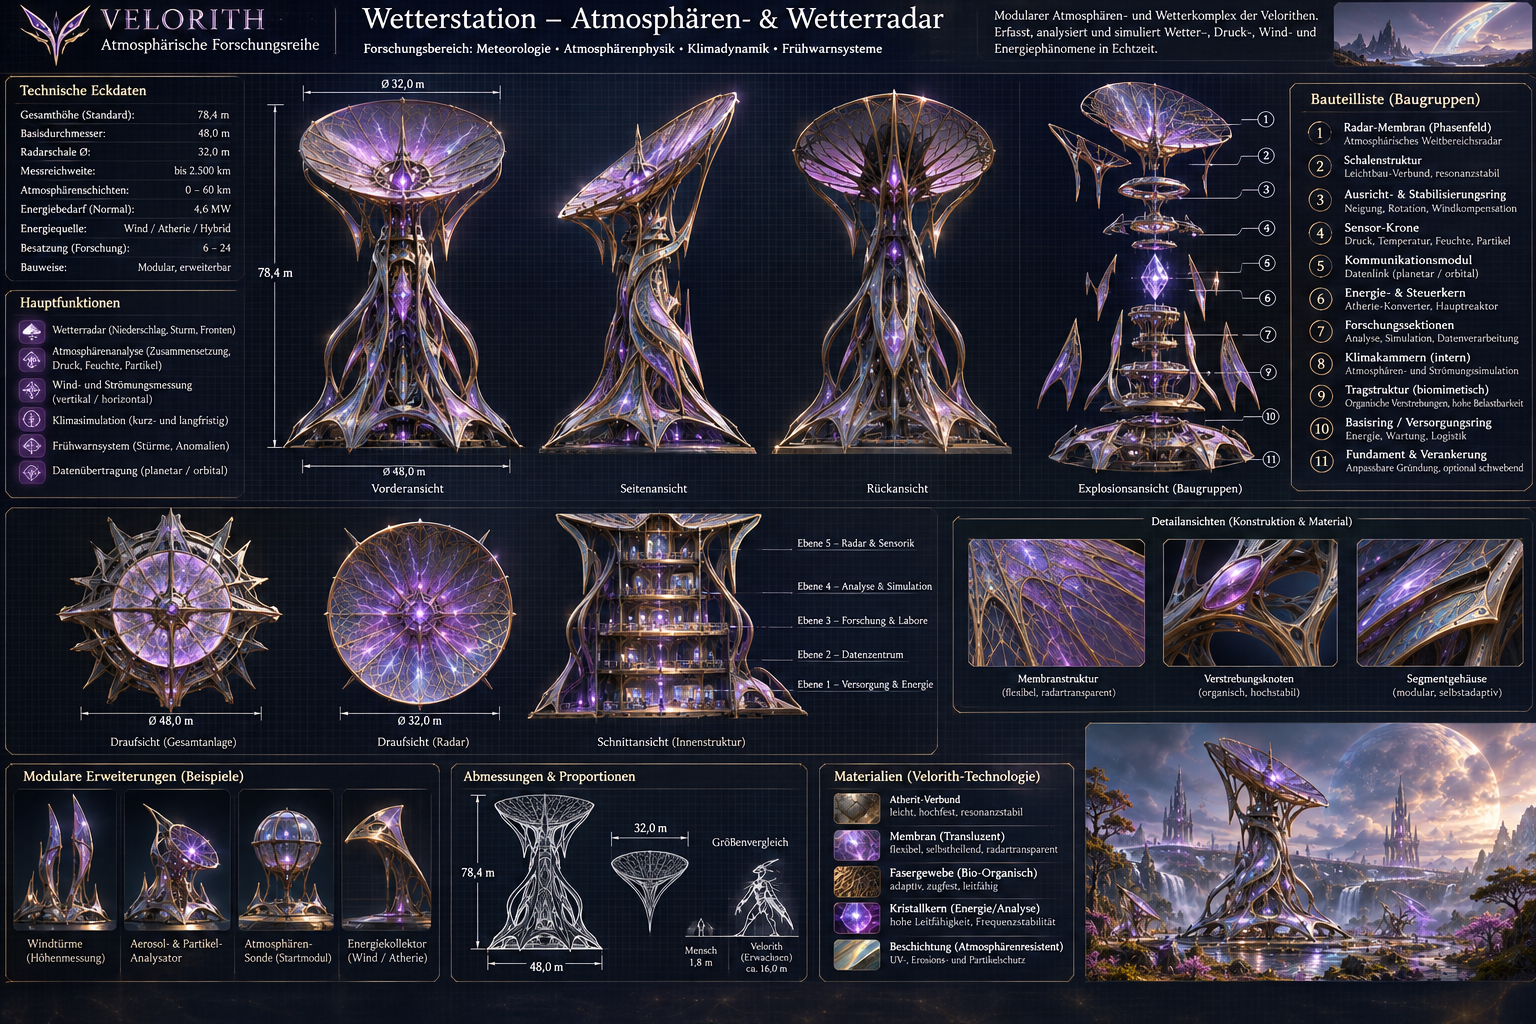 VELORITH
Atmosphärische Forschungsreihe
Wetterstation – Atmosphären- & Wetterradar
Forschungsbereich: Meteorologie • Atmosphärenphysik • Klimadynamik • Frühwarnsysteme
Modularer Atmosphären- und Wetterkomplex der Velorithen.
Erfasst, analysiert und simuliert Wetter-, Druck-, Wind- und
Energiephänomene in Echtzeit.
Technische Eckdaten
Gesamthöhe (Standard): 78,4 m
Basisdurchmesser: 48,0 m
Radarschale Ø: 32,0 m
Messreichweite: bis 2.500 km
Atmosphärenschichten: 0 – 60 km
Energiebedarf (Normal): 4,6 MW
Energiequelle: Wind / Atherie / Hybrid
Besatzung (Forschung): 6 – 24
Bauweise: Modular, erweiterbar
Hauptfunktionen
Wetterradar (Niederschlag, Sturm, Fronten)
Atmosphärenanalyse (Zusammensetzung,
Druck, Feuchte, Partikel)
Wind- und Strömungsmessung
(vertikal / horizontal)
Klimasimulation (kurz- und langfristig)
Frühwarnsystem (Stürme, Anomalien)
Datenübertragung (planetar / orbital)
Ø 32,0 m
78,4 m
Ø 48,0 m
Vorderansicht
Seitenansicht
Rückansicht
1
2
3
4
5
6
7
9
10
11
Explosionsansicht (Baugruppen)
Bauteilliste (Baugruppen)
1 Radar-Membran (Phasenfeld)
Atmosphärisches Weitbereichsradar
2 Schalenstruktur
Leichtbau-Verbund, resonanzstabil
3 Ausricht- & Stabilisierungsring
Neigung, Rotation, Windkompensation
4 Sensor-Krone
Druck, Temperatur, Feuchte, Partikel
5 Kommunikationsmodul
Datenlink (planetar / orbital)
6 Energie- & Steuerkern
Atherie-Konverter, Hauptreaktor
7 Forschungssektionen
Analyse, Simulation, Datenverarbeitung
8 Klimakammern (intern)
Atmosphären- und Strömungssimulation
9 Tragstruktur (biomimetisch)
Organische Verstrebungen, hohe Belastbarkeit
10 Basisring / Versorgungsring
Energie, Wartung, Logistik
11 Fundament & Verankerung
Anpassbare Gründung, optional schwebend
Ø 48,0 m
Draufsicht (Gesamtanlage)
Ø 32,0 m
Draufsicht (Radar)
Ebene 5 – Radar & Sensorik
Ebene 4 – Analyse & Simulation
Ebene 3 – Forschung & Labore
Ebene 2 – Datenzentrum
Ebene 1 – Versorgung & Energie
Schnittansicht (Innenstruktur)
Detailansichten (Konstruktion & Material)
Membranstruktur
(flexibel, radartransparent)
Verstrebungsknoten
(organisch, hochstabil)
Segmentgehäuse
(modular, selbstadaptiv)
Modulare Erweiterungen (Beispiele)
Windtürme
(Höhenmessung)
Aerosol- & Partikel-
Analysator
Atmosphären-
Sonde (Startmodul)
Energiekollektor
(Wind / Atherie)
Abmessungen & Proportionen
78,4 m
48,0 m
32,0 m
Größenvergleich
Mensch
1,8 m
Velorith
(Erwachsen)
ca. 16,0 m
Materialien (Velorith-Technologie)
Atherit-Verbund
leicht, hochfest, resonanzstabil
Membran (Transluzent)
flexibel, selbstheilend, radartransparent
Fasergewebe (Bio-Organisch)
adaptiv, zugfest, leitfähig
Kristallkern (Energie/Analyse)
hohe Leitfähigkeit, Frequenzstabilität
Beschichtung (Atmosphärenresistent)
UV-, Erosions- und Partikelschutz